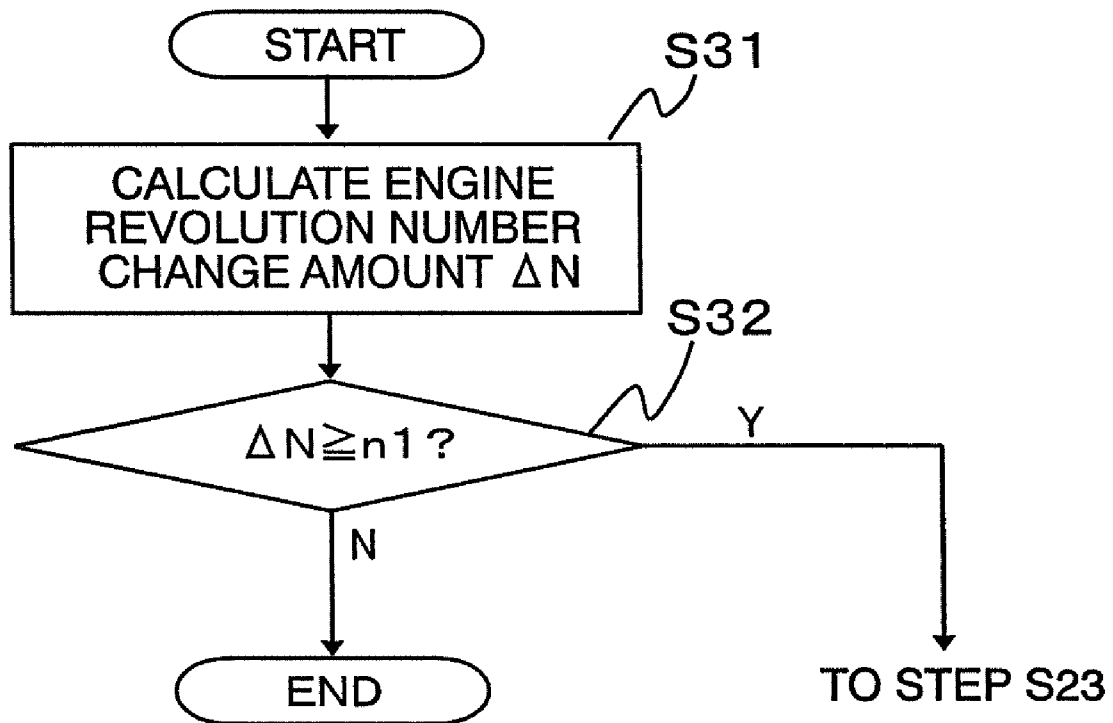 START
S31
CALCULATE ENGINE
REVOLUTION NUMBER
CHANGE AMOUNT ΔN
S32
ΔN≧n1?
Y
N
END
TO STEP S23